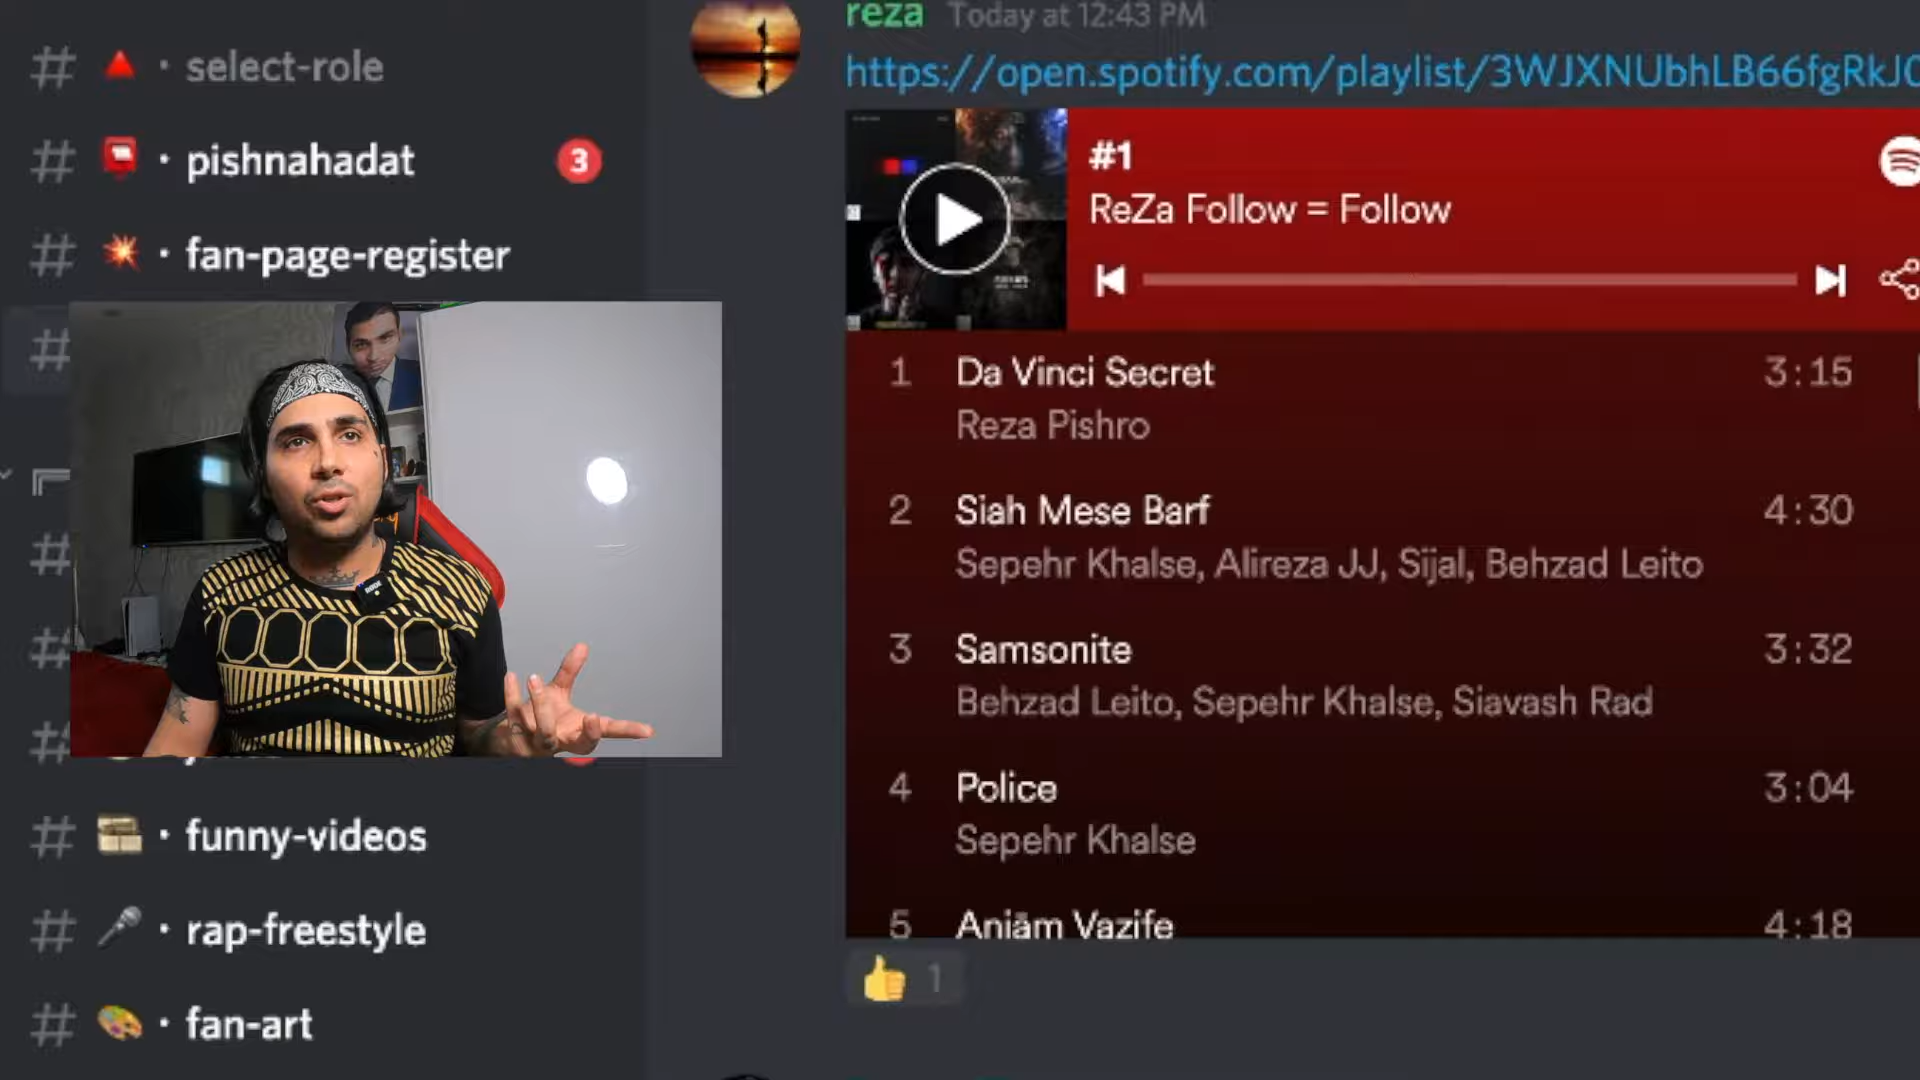 # · select-role
# · pishnahadat 3
# · fan-page-register
#
#
#
#
# · funny-videos
# · rap-freestyle
# · fan-art
reza Today at 12:43 PM
https://open.spotify.com/playlist/3WJXNUbhLB66fgRkJ
#1
ReZa Follow = Follow
1 Da Vinci Secret 3:15
Reza Pishro
2 Siah Mese Barf 4:30
Sepehr Khalse, Alireza JJ, Sijal, Behzad Leito
3 Samsonite 3:32
Behzad Leito, Sepehr Khalse, Siavash Rad
4 Police 3:04
Sepehr Khalse
5 Anjām Vazife 4:18
👍 1